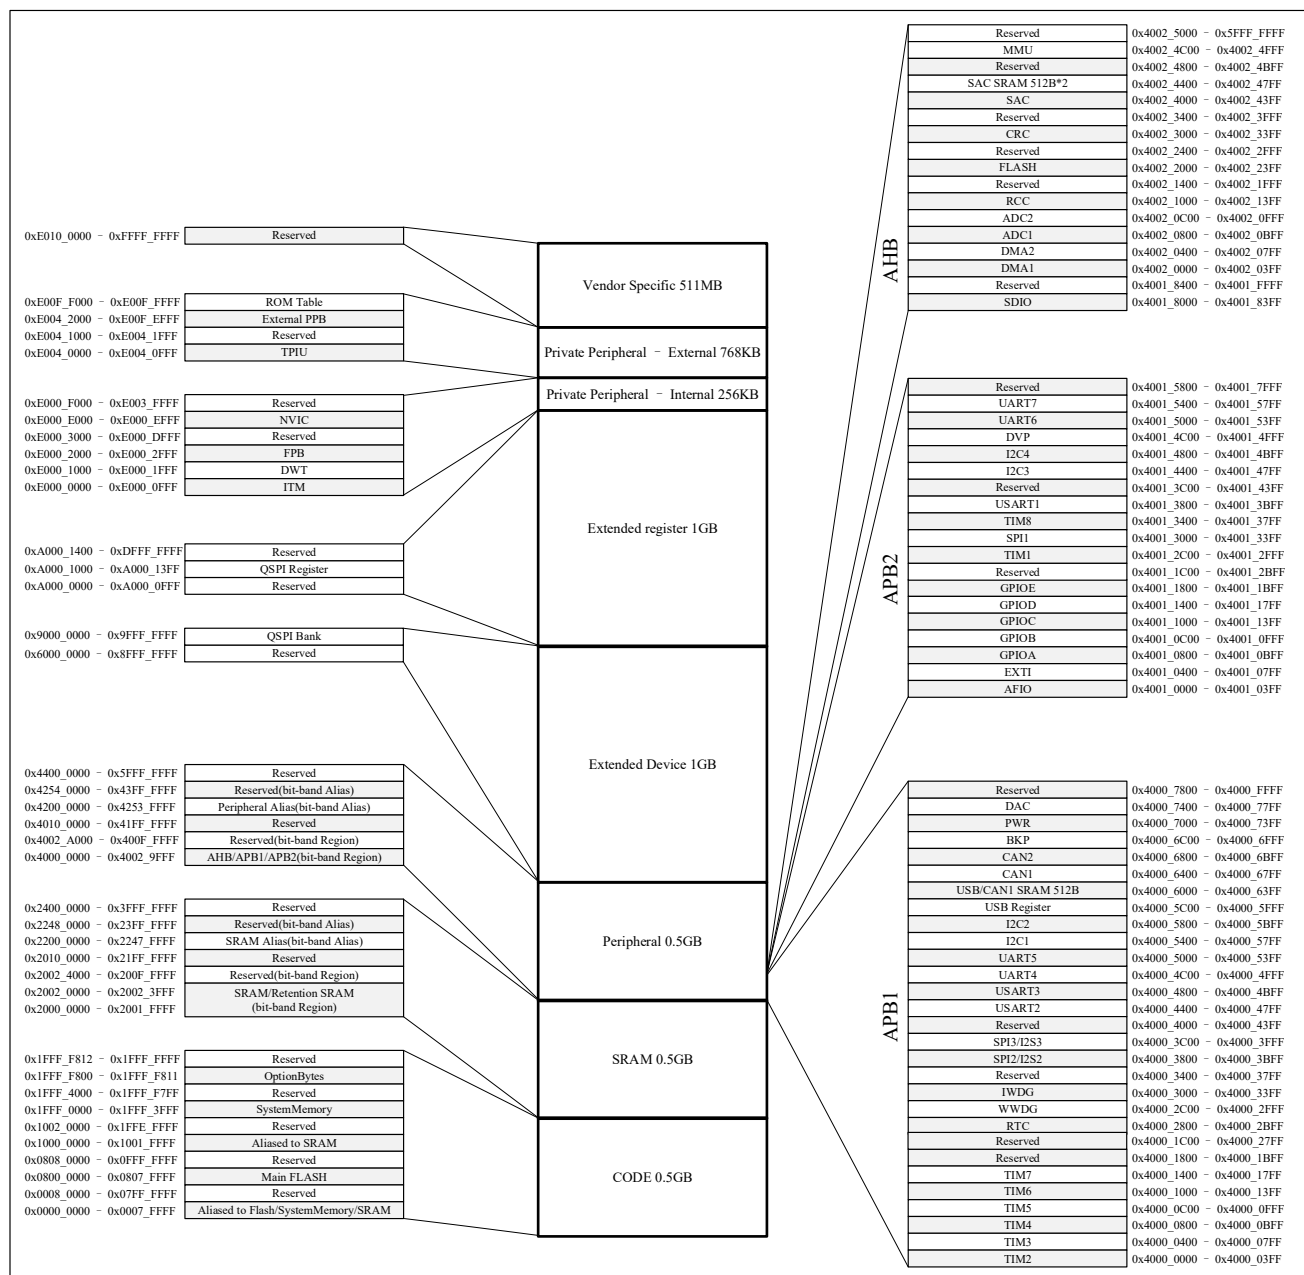 0xE010_0000 - 0xFFFF_FFFF Reserved
0xE00F_F000 - 0xE00F_FFFF ROM Table
0xE004_2000 - 0xE00F_EFFF External PPB
0xE004_1000 - 0xE004_1FFF Reserved
0xE004_0000 - 0xE004_0FFF TPIU
0xE000_F000 - 0xE003_FFFF Reserved
0xE000_E000 - 0xE000_EFFF NVIC
0xE000_3000 - 0xE000_DFFF Reserved
0xE000_2000 - 0xE000_2FFF FPB
0xE000_1000 - 0xE000_1FFF DWT
0xE000_0000 - 0xE000_0FFF ITM
0xA000_1400 - 0xDFFF_FFFF Reserved
0xA000_1000 - 0xA000_13FF QSPI Register
0xA000_0000 - 0xA000_0FFF Reserved
0x9000_0000 - 0x9FFF_FFFF QSPI Bank
0x6000_0000 - 0x8FFF_FFFF Reserved
0x4400_0000 - 0x5FFF_FFFF Reserved
0x4254_0000 - 0x43FF_FFFF Reserved(bit-band Alias)
0x4200_0000 - 0x4253_FFFF Peripheral Alias(bit-band Alias)
0x4010_0000 - 0x41FF_FFFF Reserved
0x4002_A000 - 0x400F_FFFF Reserved(bit-band Region)
0x4000_0000 - 0x4002_9FFF AHB/APB1/APB2(bit-band Region)
0x2400_0000 - 0x3FFF_FFFF Reserved
0x2248_0000 - 0x23FF_FFFF Reserved(bit-band Alias)
0x2200_0000 - 0x2247_FFFF SRAM Alias(bit-band Alias)
0x2010_0000 - 0x21FF_FFFF Reserved
0x2002_4000 - 0x200F_FFFF Reserved(bit-band Region)
0x2002_0000 - 0x2002_3FFF SRAM/Retention SRAM
0x2000_0000 - 0x2001_FFFF (bit-band Region)
0x1FFF_F812 - 0x1FFF_FFFF Reserved
0x1FFF_F800 - 0x1FFF_F811 OptionBytes
0x1FFF_4000 - 0x1FFF_F7FF Reserved
0x1FFF_0000 - 0x1FFF_3FFF SystemMemory
0x1002_0000 - 0x1FFE_FFFF Reserved
0x1000_0000 - 0x1001_FFFF Aliased to SRAM
0x0808_0000 - 0x0FFF_FFFF Reserved
0x0800_0000 - 0x0807_FFFF Main FLASH
0x0008_0000 - 0x07FF_FFFF Reserved
0x0000_0000 - 0x0007_FFFF Aliased to Flash/SystemMemory/SRAM
Vendor Specific 511MB
Private Peripheral - External 768KB
Private Peripheral - Internal 256KB
Extended register 1GB
Extended Device 1GB
Peripheral 0.5GB
SRAM 0.5GB
CODE 0.5GB
AHB
Reserved 0x4002_5000 - 0x5FFF_FFFF
MMU 0x4002_4C00 - 0x4002_4FFF
Reserved 0x4002_4800 - 0x4002_4BFF
SAC SRAM 512B*2 0x4002_4400 - 0x4002_47FF
SAC 0x4002_4000 - 0x4002_43FF
Reserved 0x4002_3400 - 0x4002_3FFF
CRC 0x4002_3000 - 0x4002_33FF
Reserved 0x4002_2400 - 0x4002_2FFF
FLASH 0x4002_2000 - 0x4002_23FF
Reserved 0x4002_1400 - 0x4002_1FFF
RCC 0x4002_1000 - 0x4002_13FF
ADC2 0x4002_0C00 - 0x4002_0FFF
ADC1 0x4002_0800 - 0x4002_0BFF
DMA2 0x4002_0400 - 0x4002_07FF
DMA1 0x4002_0000 - 0x4002_03FF
Reserved 0x4001_8400 - 0x4001_FFFF
SDIO 0x4001_8000 - 0x4001_83FF
APB2
Reserved 0x4001_5800 - 0x4001_7FFF
UART7 0x4001_5400 - 0x4001_57FF
UART6 0x4001_5000 - 0x4001_53FF
DVP 0x4001_4C00 - 0x4001_4FFF
I2C4 0x4001_4800 - 0x4001_4BFF
I2C3 0x4001_4400 - 0x4001_47FF
Reserved 0x4001_3C00 - 0x4001_43FF
USART1 0x4001_3800 - 0x4001_3BFF
TIM8 0x4001_3400 - 0x4001_37FF
SPI1 0x4001_3000 - 0x4001_33FF
TIM1 0x4001_2C00 - 0x4001_2FFF
Reserved 0x4001_1C00 - 0x4001_2BFF
GPIOE 0x4001_1800 - 0x4001_1BFF
GPIOD 0x4001_1400 - 0x4001_17FF
GPIOC 0x4001_1000 - 0x4001_13FF
GPIOB 0x4001_0C00 - 0x4001_0FFF
GPIOA 0x4001_0800 - 0x4001_0BFF
EXTI 0x4001_0400 - 0x4001_07FF
AFIO 0x4001_0000 - 0x4001_03FF
APB1
Reserved 0x4000_7800 - 0x4000_FFFF
DAC 0x4000_7400 - 0x4000_77FF
PWR 0x4000_7000 - 0x4000_73FF
BKP 0x4000_6C00 - 0x4000_6FFF
CAN2 0x4000_6800 - 0x4000_6BFF
CAN1 0x4000_6400 - 0x4000_67FF
USB/CAN1 SRAM 512B 0x4000_6000 - 0x4000_63FF
USB Register 0x4000_5C00 - 0x4000_5FFF
I2C2 0x4000_5800 - 0x4000_5BFF
I2C1 0x4000_5400 - 0x4000_57FF
UART5 0x4000_5000 - 0x4000_53FF
UART4 0x4000_4C00 - 0x4000_4FFF
USART3 0x4000_4800 - 0x4000_4BFF
USART2 0x4000_4400 - 0x4000_47FF
Reserved 0x4000_4000 - 0x4000_43FF
SPI3/I2S3 0x4000_3C00 - 0x4000_3FFF
SPI2/I2S2 0x4000_3800 - 0x4000_3BFF
Reserved 0x4000_3400 - 0x4000_37FF
IWDG 0x4000_3000 - 0x4000_33FF
WWDG 0x4000_2C00 - 0x4000_2FFF
RTC 0x4000_2800 - 0x4000_2BFF
Reserved 0x4000_1C00 - 0x4000_27FF
Reserved 0x4000_1800 - 0x4000_1BFF
TIM7 0x4000_1400 - 0x4000_17FF
TIM6 0x4000_1000 - 0x4000_13FF
TIM5 0x4000_0C00 - 0x4000_0FFF
TIM4 0x4000_0800 - 0x4000_0BFF
TIM3 0x4000_0400 - 0x4000_07FF
TIM2 0x4000_0000 - 0x4000_03FF